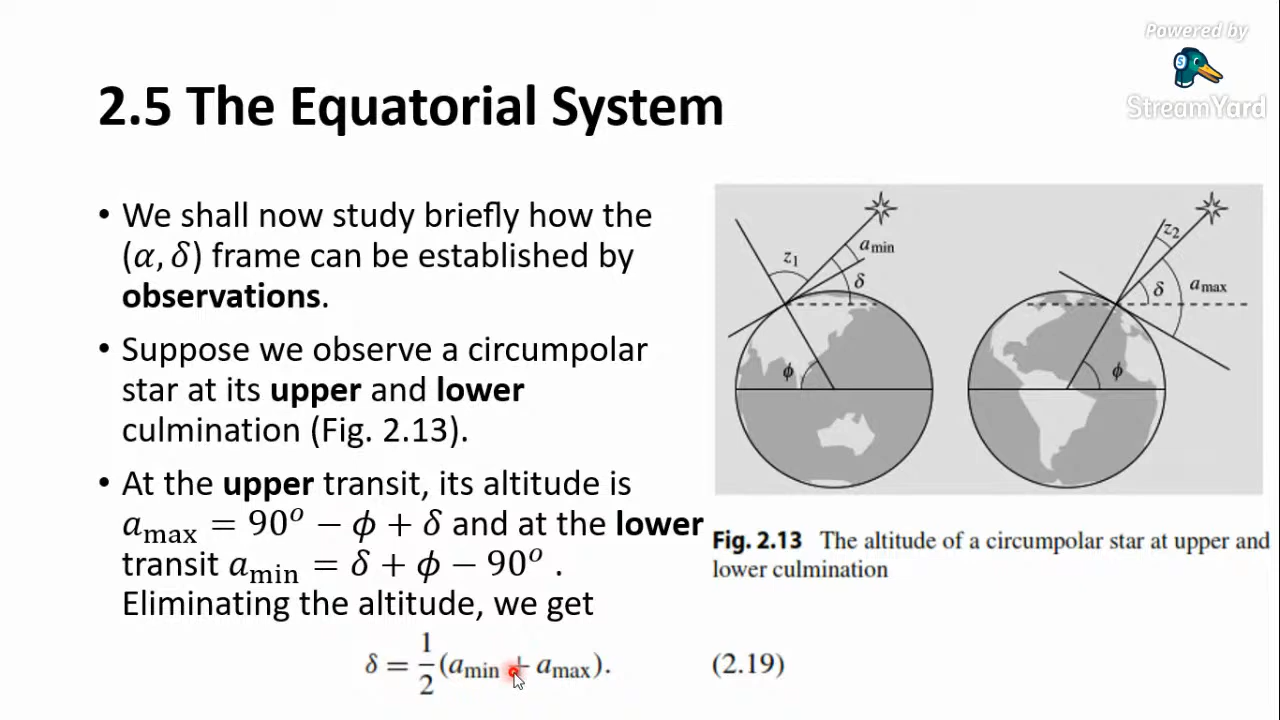 Powered by
StreamYard
2.5 The Equatorial System
• We shall now study briefly how the
(α, δ) frame can be established by
observations.
• Suppose we observe a circumpolar
star at its upper and lower
culmination (Fig. 2.13).
• At the upper transit, its altitude is
a_max = 90° − ϕ + δ and at the lower
transit a_min = δ + ϕ − 90° .
Eliminating the altitude, we get
δ = 1/2 (a_min + a_max). (2.19)
z₁
a_min
δ
ϕ
z₂
δ
a_max
ϕ
Fig. 2.13 The altitude of a circumpolar star at upper and
lower culmination